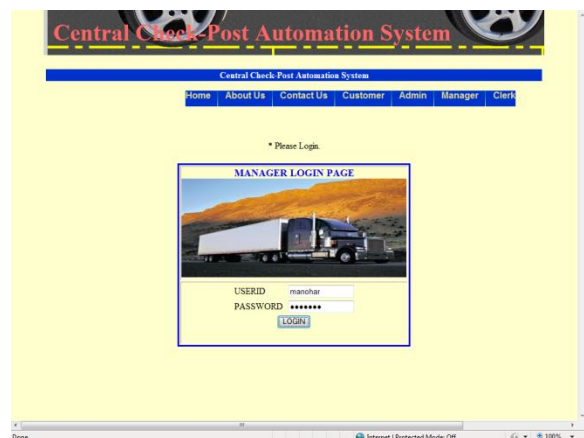 Central Check-Post Automation System
Central Check-Post Automation System
Home About Us Contact Us Customer Admin Manager Clerk
* Please Login.
MANAGER LOGIN PAGE
USERID manohar
PASSWORD •••••••
LOGIN
Done Internet | Protected Mode: Off 100%